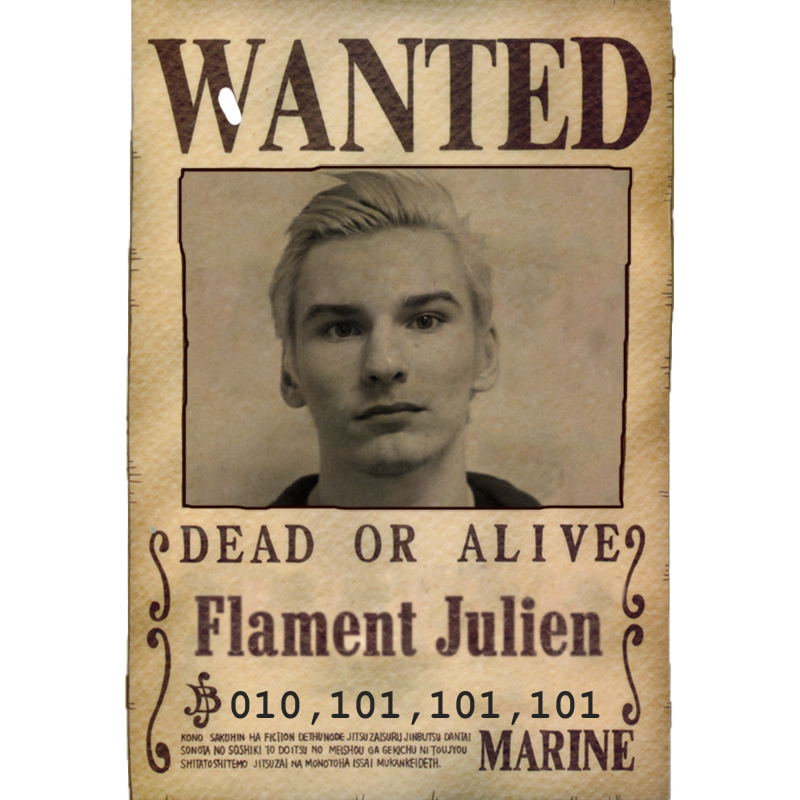 WANTED
DEAD OR ALIVE
Flament Julien
฿010,101,101,101
KONO SAKUHIN HA FICTION DETHUNODE JITSUZAISURU JINBUTSU DANTAI
SONOTA NO SOSHIKI TO DOITSU NO MEISHOU GA GEKICHU NI TOUJYOU
SHITATOSHITEMO JITSUZAI NA MONOTOHA ISSAI MUKANKEIDETH.
MARINE